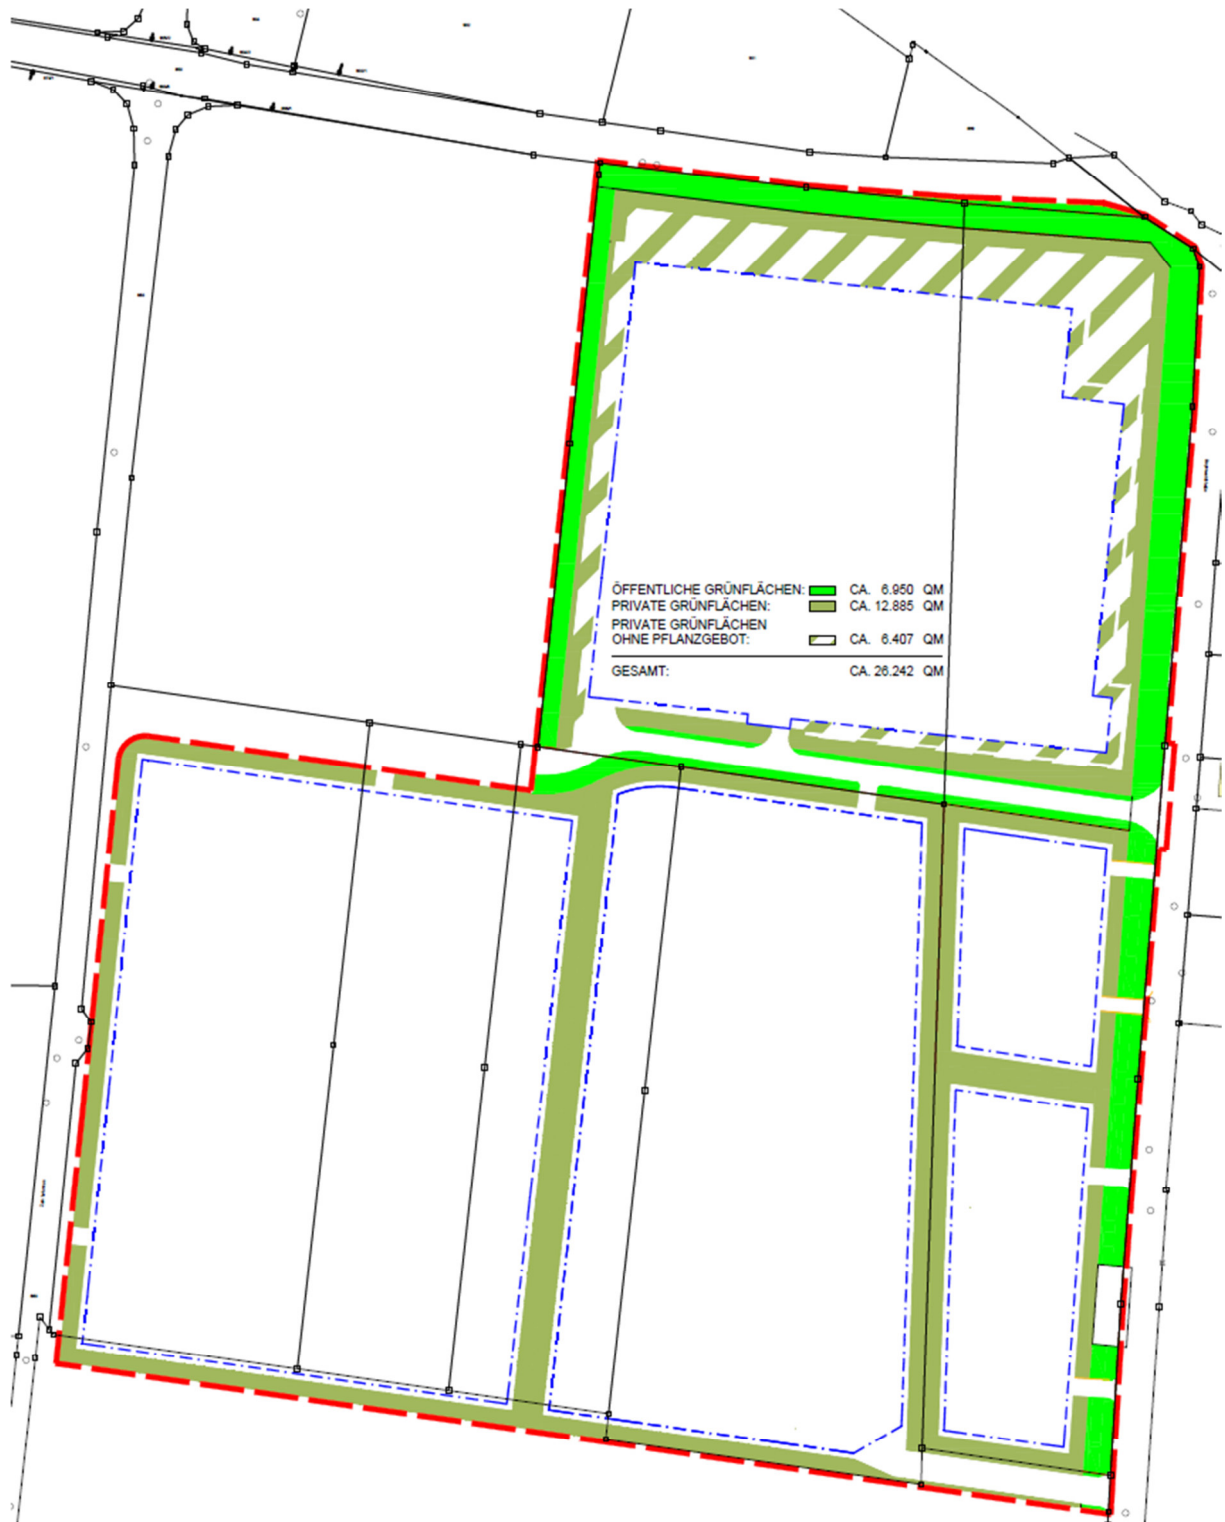 ÖFFENTLICHE GRÜNFLÄCHEN: CA. 6.950 QM
PRIVATE GRÜNFLÄCHEN: CA. 12.885 QM
PRIVATE GRÜNFLÄCHEN
OHNE PFLANZGEBOT: CA. 6.407 QM
GESAMT: CA. 26.242 QM